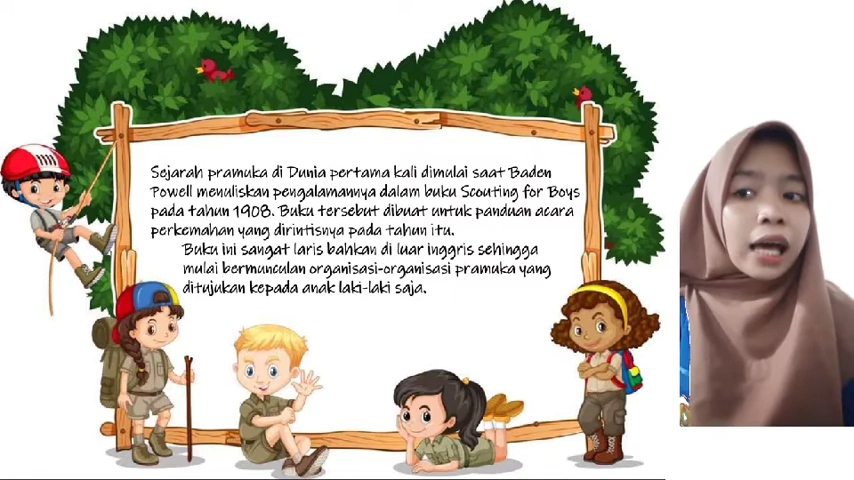 Sejarah pramuka di Dunia pertama kali dimulai saat Baden
Powell menuliskan pengalamannya dalam buku Scouting for Boys
pada tahun 1908. Buku tersebut dibuat untuk panduan acara
perkemahan yang dirintisnya pada tahun itu.
Buku ini sangat laris bahkan di luar inggris sehingga
mulai bermunculan organisasi-organisasi pramuka yang
ditujukan kepada anak laki-laki saja.